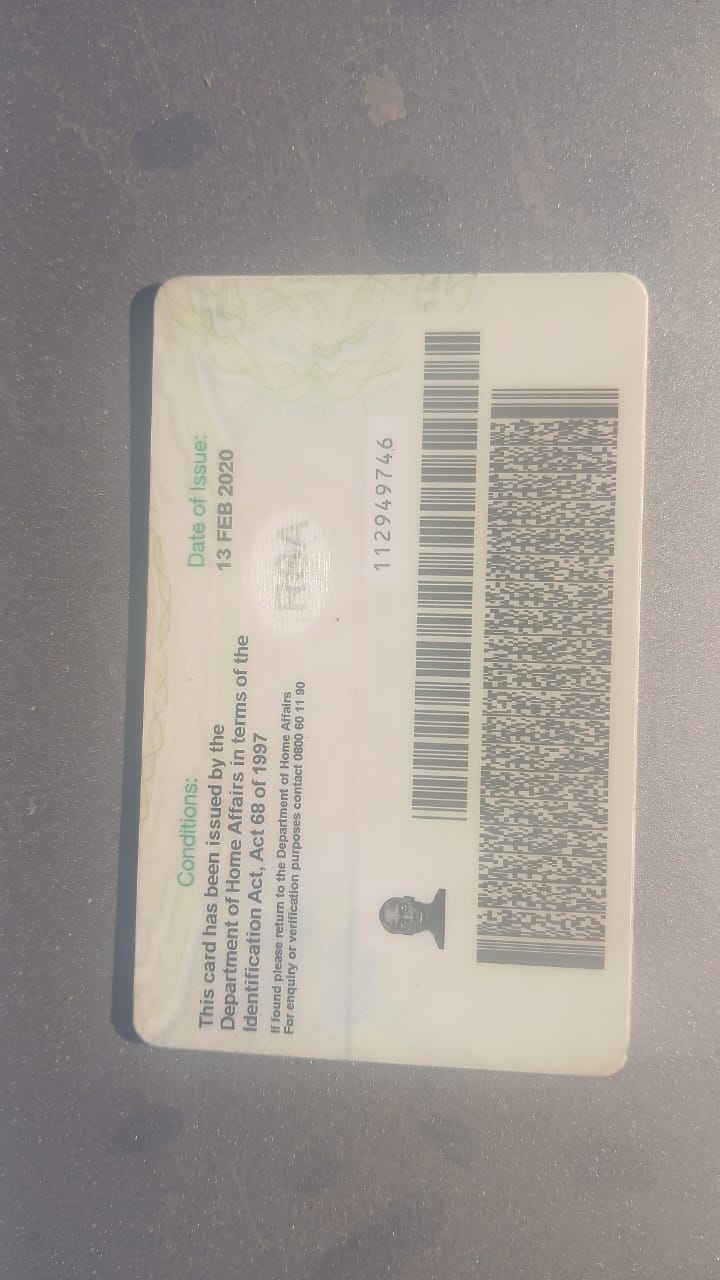 Conditions:
This card has been issued by the
Department of Home Affairs in terms of the
Identification Act, Act 68 of 1997
If found please return to the Department of Home Affairs
For enquiry or verification purposes contact 0800 60 11 90
Date of Issue:
13 FEB 2020
RSA
112949746